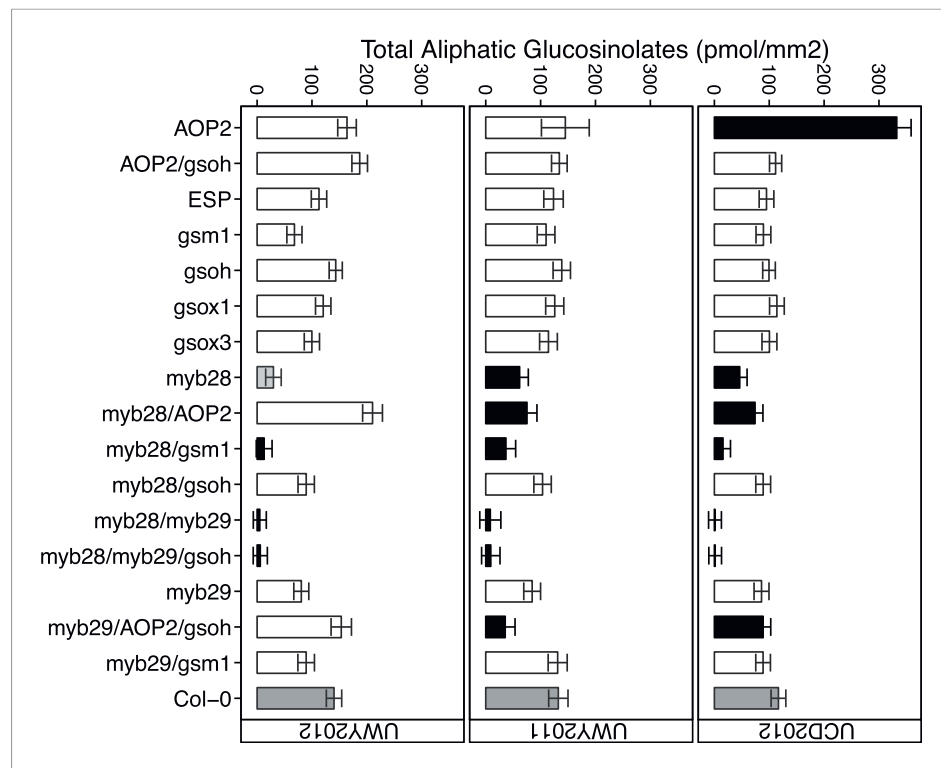 Total Aliphatic Glucosinolates (pmol/mm2)
0 100 200 300 0 100 200 300 0 100 200 300
AOP2
AOP2/gsoh
ESP
gsm1
gsoh
gsox1
gsox3
myb28
myb28/AOP2
myb28/gsm1
myb28/gsoh
myb28/myb29
myb28/myb29/gsoh
myb29
myb29/AOP2/gsoh
myb29/gsm1
Col−0
UWY2012 UWY2011 UCD2012